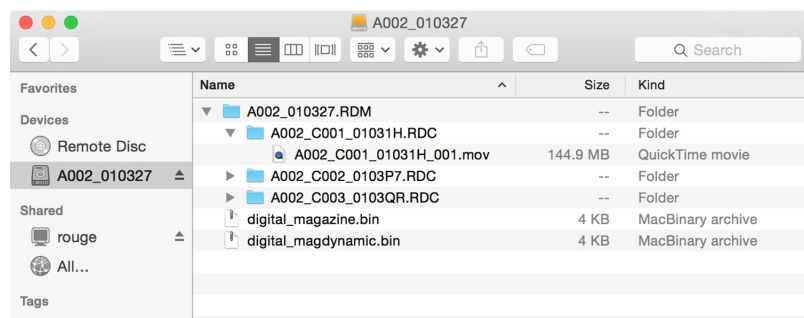 A002_010327
Search
Favorites
Devices
Remote Disc
A002_010327
Shared
rouge
All...
Tags
Name Size Kind
A002_010327.RDM -- Folder
A002_C001_01031H.RDC -- Folder
A002_C001_01031H_001.mov 144.9 MB QuickTime movie
A002_C002_0103P7.RDC -- Folder
A002_C003_0103QR.RDC -- Folder
digital_magazine.bin 4 KB MacBinary archive
digital_magdynamic.bin 4 KB MacBinary archive